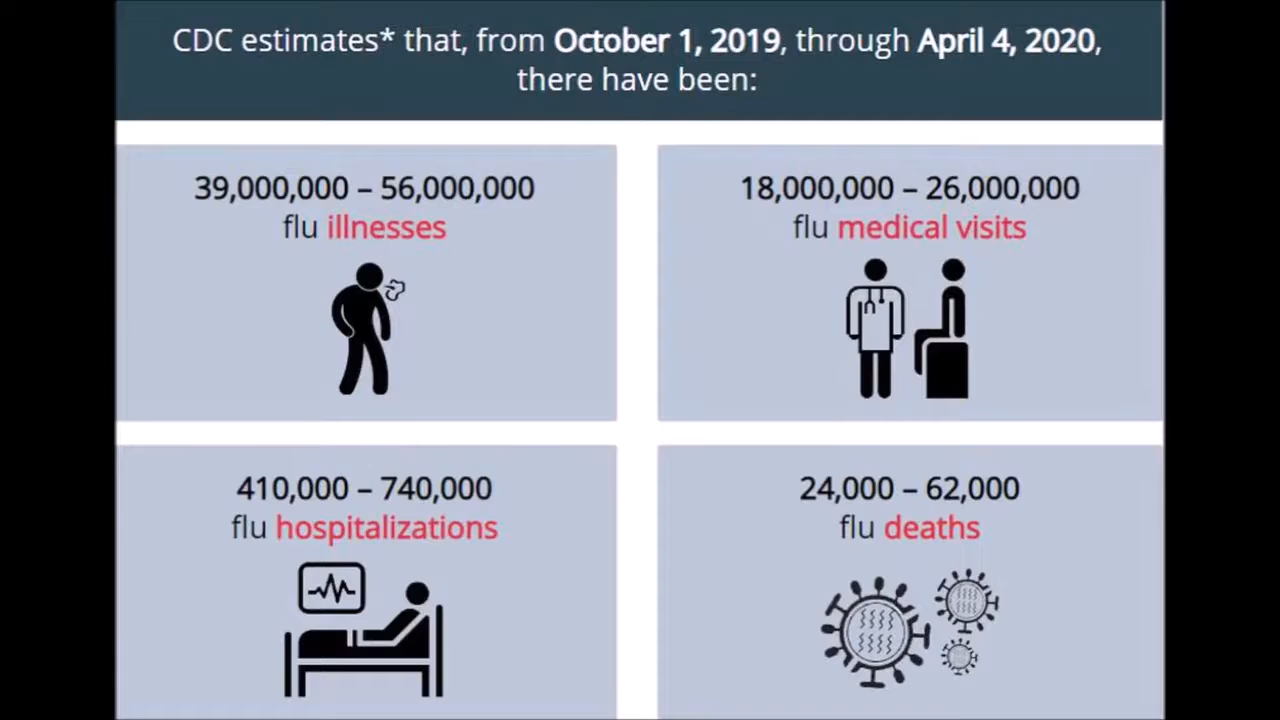 CDC estimates* that, from October 1, 2019, through April 4, 2020,
there have been:
39,000,000 – 56,000,000
flu illnesses
18,000,000 – 26,000,000
flu medical visits
410,000 – 740,000
flu hospitalizations
24,000 – 62,000
flu deaths